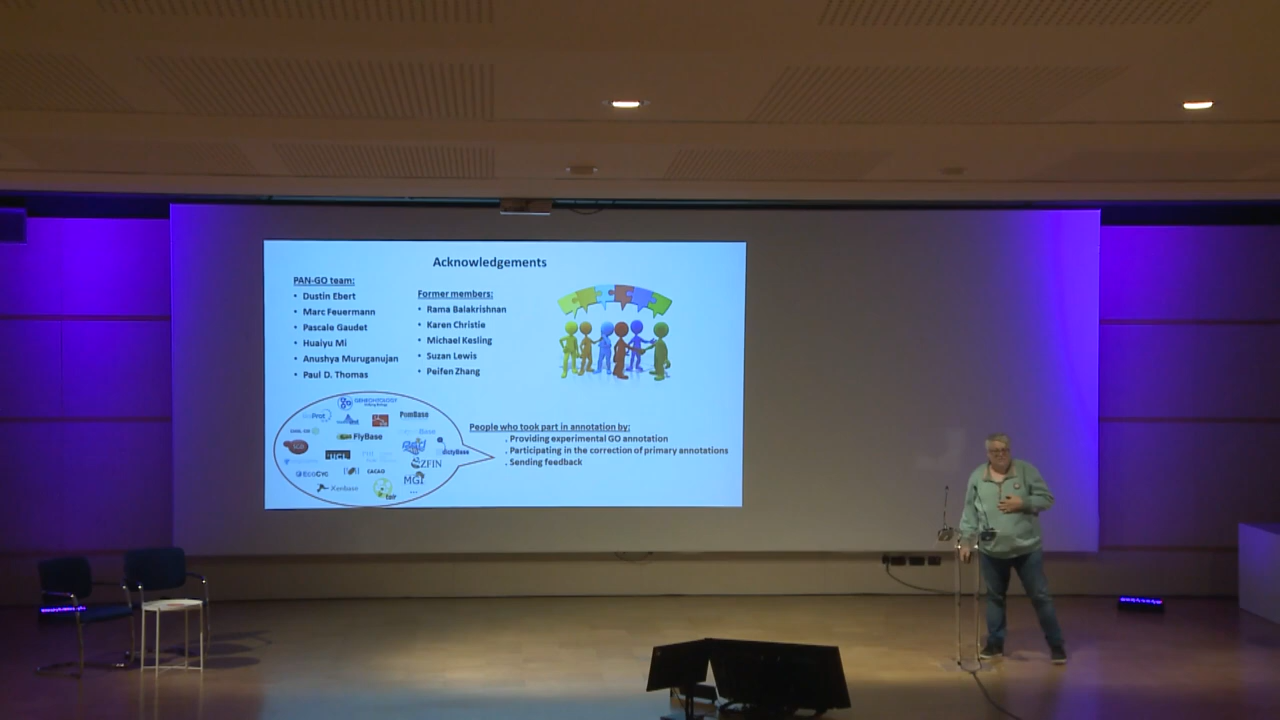 Acknowledgements
PAN-GO team:
• Dustin Ebert
• Marc Feuermann
• Pascale Gaudet
• Huaiyu Mi
• Anushya Muruganujan
• Paul D. Thomas
Former members:
• Rama Balakrishnan
• Karen Christie
• Michael Kesling
• Suzan Lewis
• Peifen Zhang
GENEONTOLOGY
PomBase
FlyBase
dictyBase
UCL
ZFIN
EcoCyc
CACAO
MGI
Xenbase
tair
...
People who took part in annotation by:
. Providing experimental GO annotation
. Participating in the correction of primary annotations
. Sending feedback